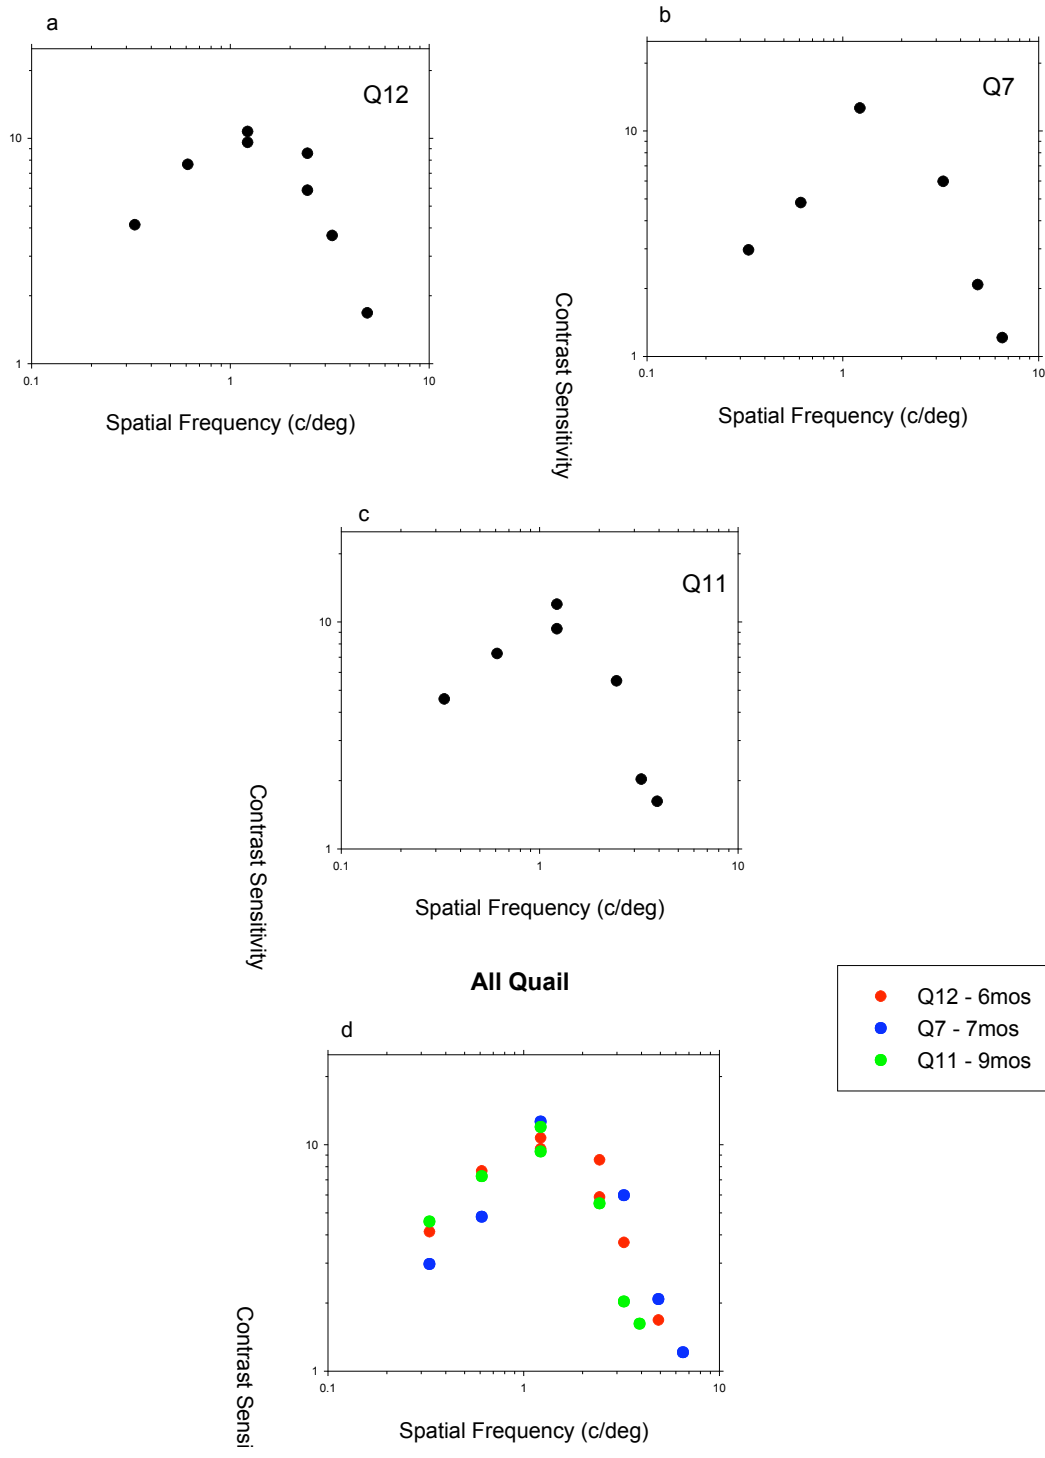 a
Q12
10
1
0.1 1 10
Spatial Frequency (c/deg)
b
Q7
10
1
0.1 1 10
Contrast Sensitivity
Spatial Frequency (c/deg)
c
Q11
10
1
0.1 1 10
Contrast Sensitivity
Spatial Frequency (c/deg)
All Quail
Q12 - 6mos
Q7 - 7mos
Q11 - 9mos
d
10
1
0.1 1 10
Contrast Sensi
Spatial Frequency (c/deg)